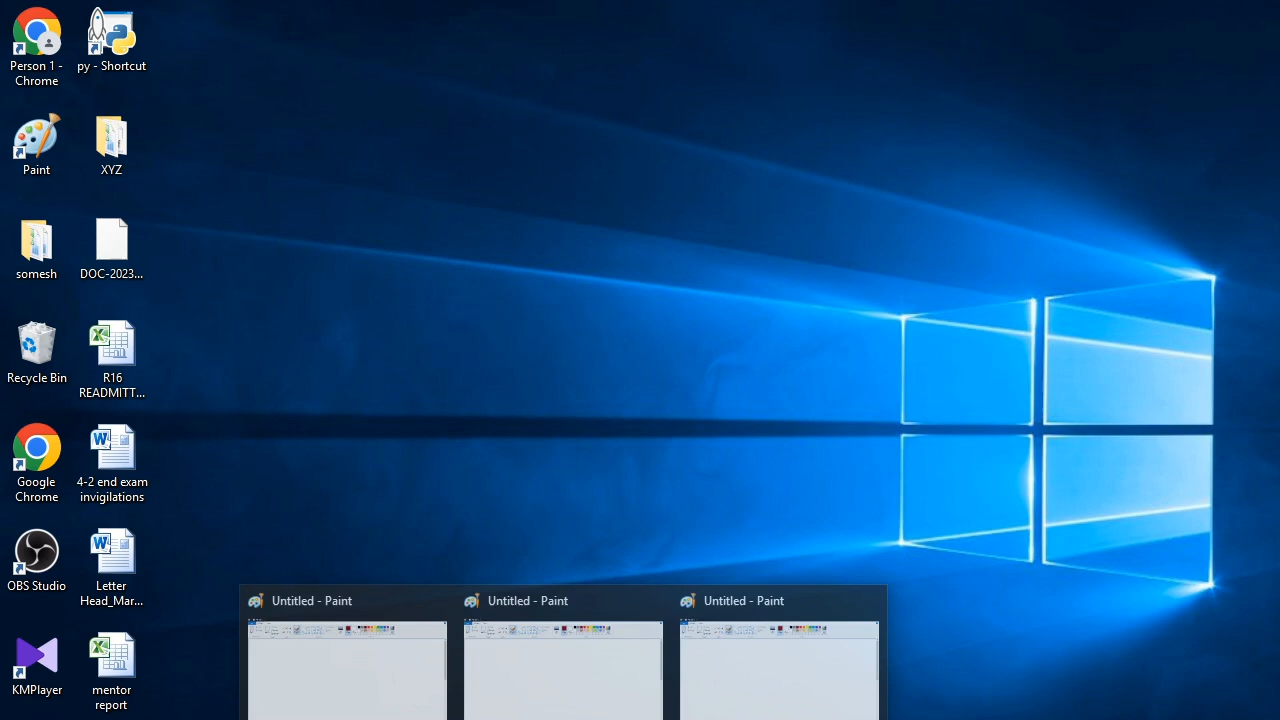 Person 1 -
Chrome
py - Shortcut
Paint
XYZ
somesh
DOC-2023...
Recycle Bin
R16
READMITT...
Google
Chrome
4-2 end exam
invigilations
OBS Studio
Letter
Head_Mar...
KMPlayer
mentor
report
Untitled - Paint
Untitled - Paint
Untitled - Paint